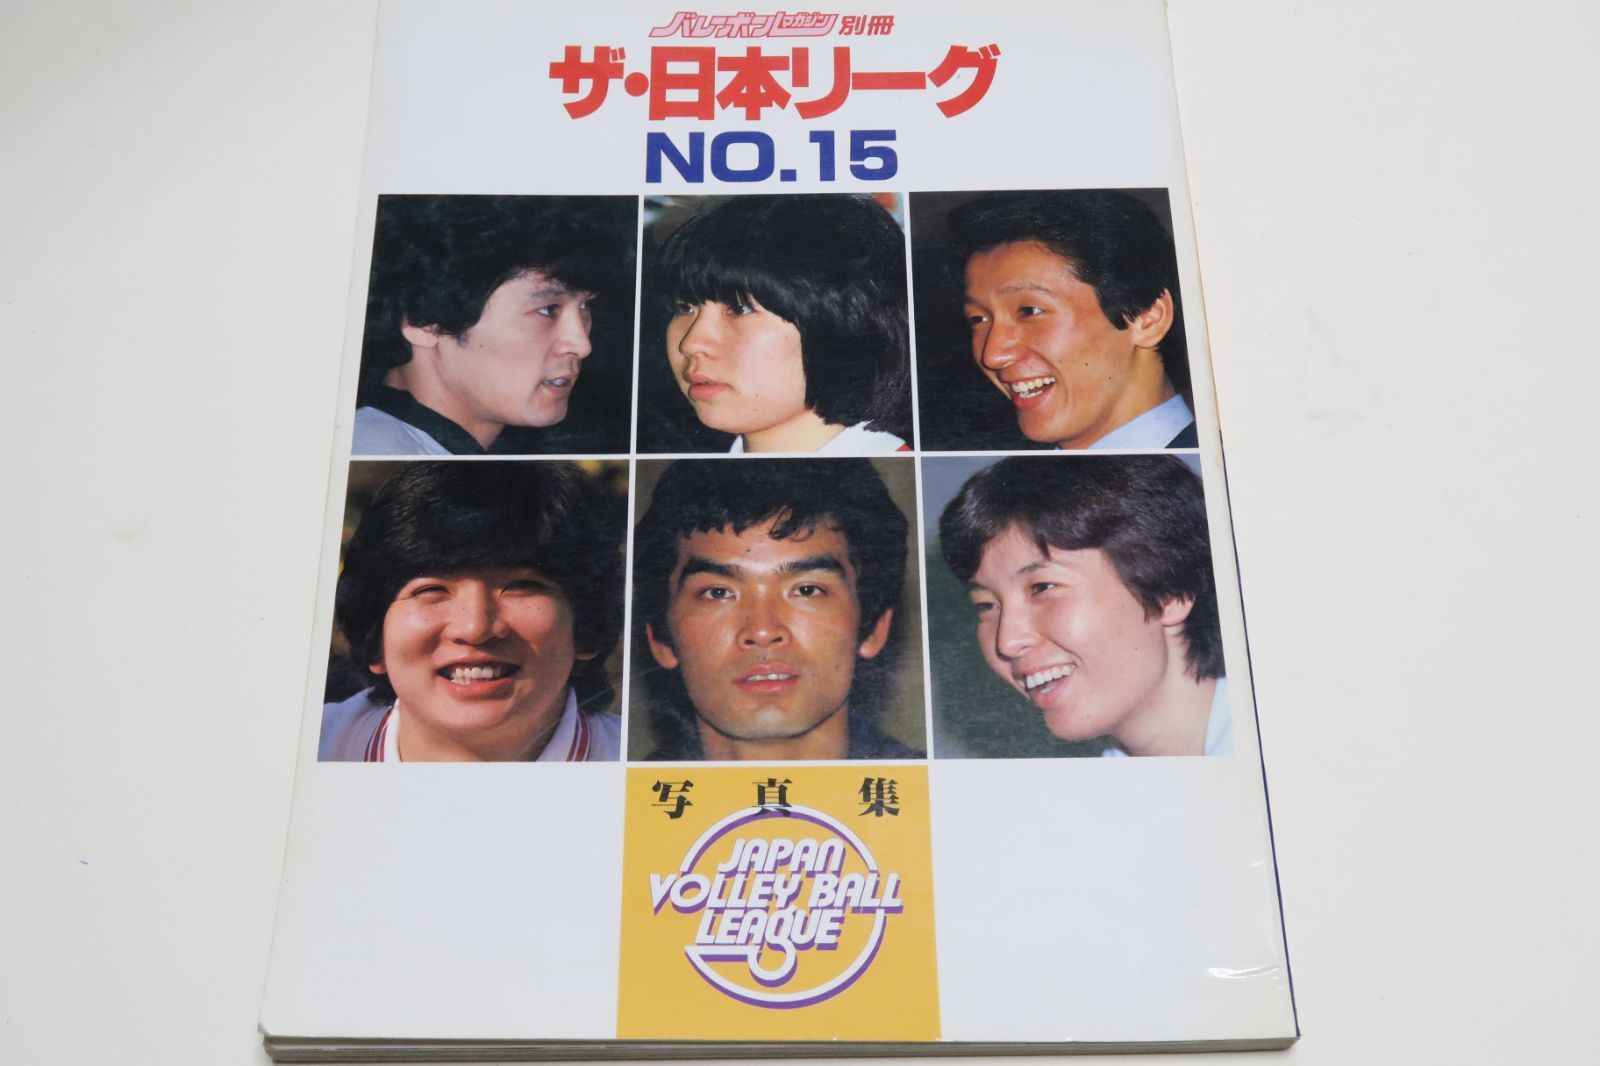 バレーボールマガジン 別冊
ザ・日本リーグ
NO.15
写真集
JAPAN
VOLLEY BALL
LEAGUE